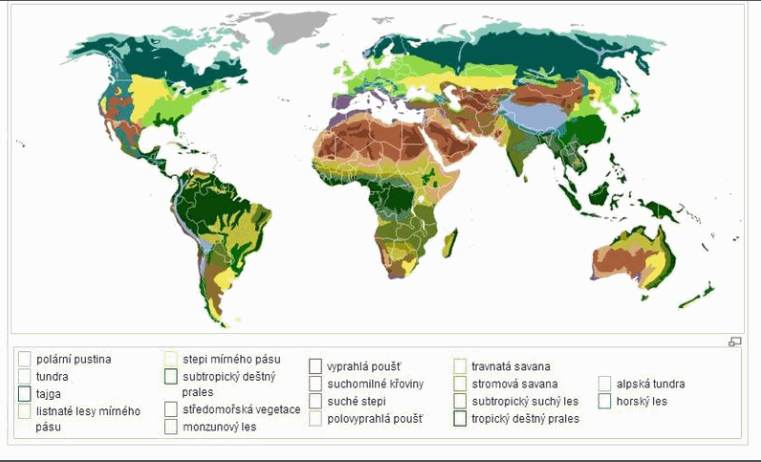 polární pustina
tundra
tajga
listnaté lesy mírného
pásu
stepi mírného pásu
subtropický deštný
prales
středomořská vegetace
monzunový les
vyprahlá poušť
suchomilné křoviny
suché stepi
polovyprahlá poušť
travnatá savana
stromová savana
subtropický suchý les
tropický deštný prales
alpská tundra
horský les